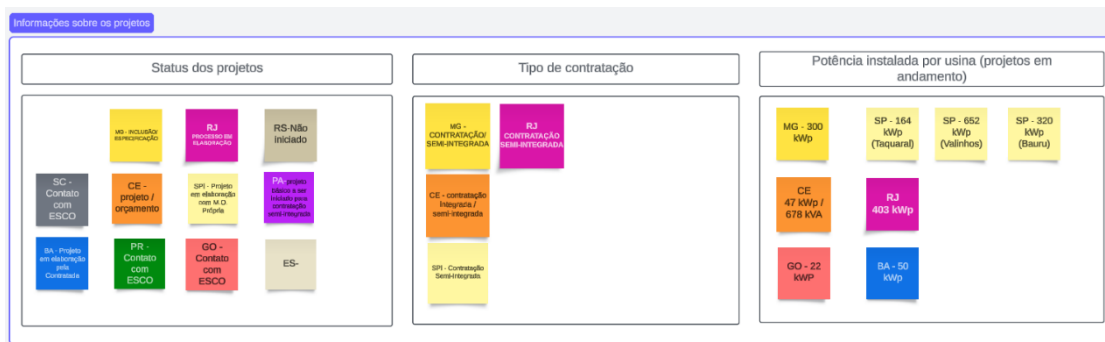 Informações sobre os projetos
Status dos projetos
MG - INCLUSÃO/
ESPECIFICAÇÃO
RJ
PROCESSO EM
ELABORAÇÃO
RS-Não
iniciado
SC -
Contato
com
ESCO
CE -
projeto /
orçamento
SPI - Projeto
em elaboração
com M.O.
Própria
PA-projeto
básico a ser
iniciado para
contratação
semi-integrada
BA - Projeto
em elaboração
pela
Contratada
PR -
Contato
com
ESCO
GO -
Contato
com
ESCO
ES-
Tipo de contratação
MG -
CONTRATAÇÃO/
SEMI-INTEGRADA
RJ
CONTRATAÇÃO
SEMI-INTEGRADA
CE - contratação
Integrada /
semi-integrada
SPI - Contratação
Semi-Integrada
Potência instalada por usina (projetos em
andamento)
MG - 300
kWp
SP - 164
kWp
(Taquaral)
SP - 652
kWp
(Valinhos)
SP - 320
kWp
(Bauru)
CE
47 kWp /
678 kVA
RJ
403 kWp
GO - 22
kWP
BA - 50
kWp